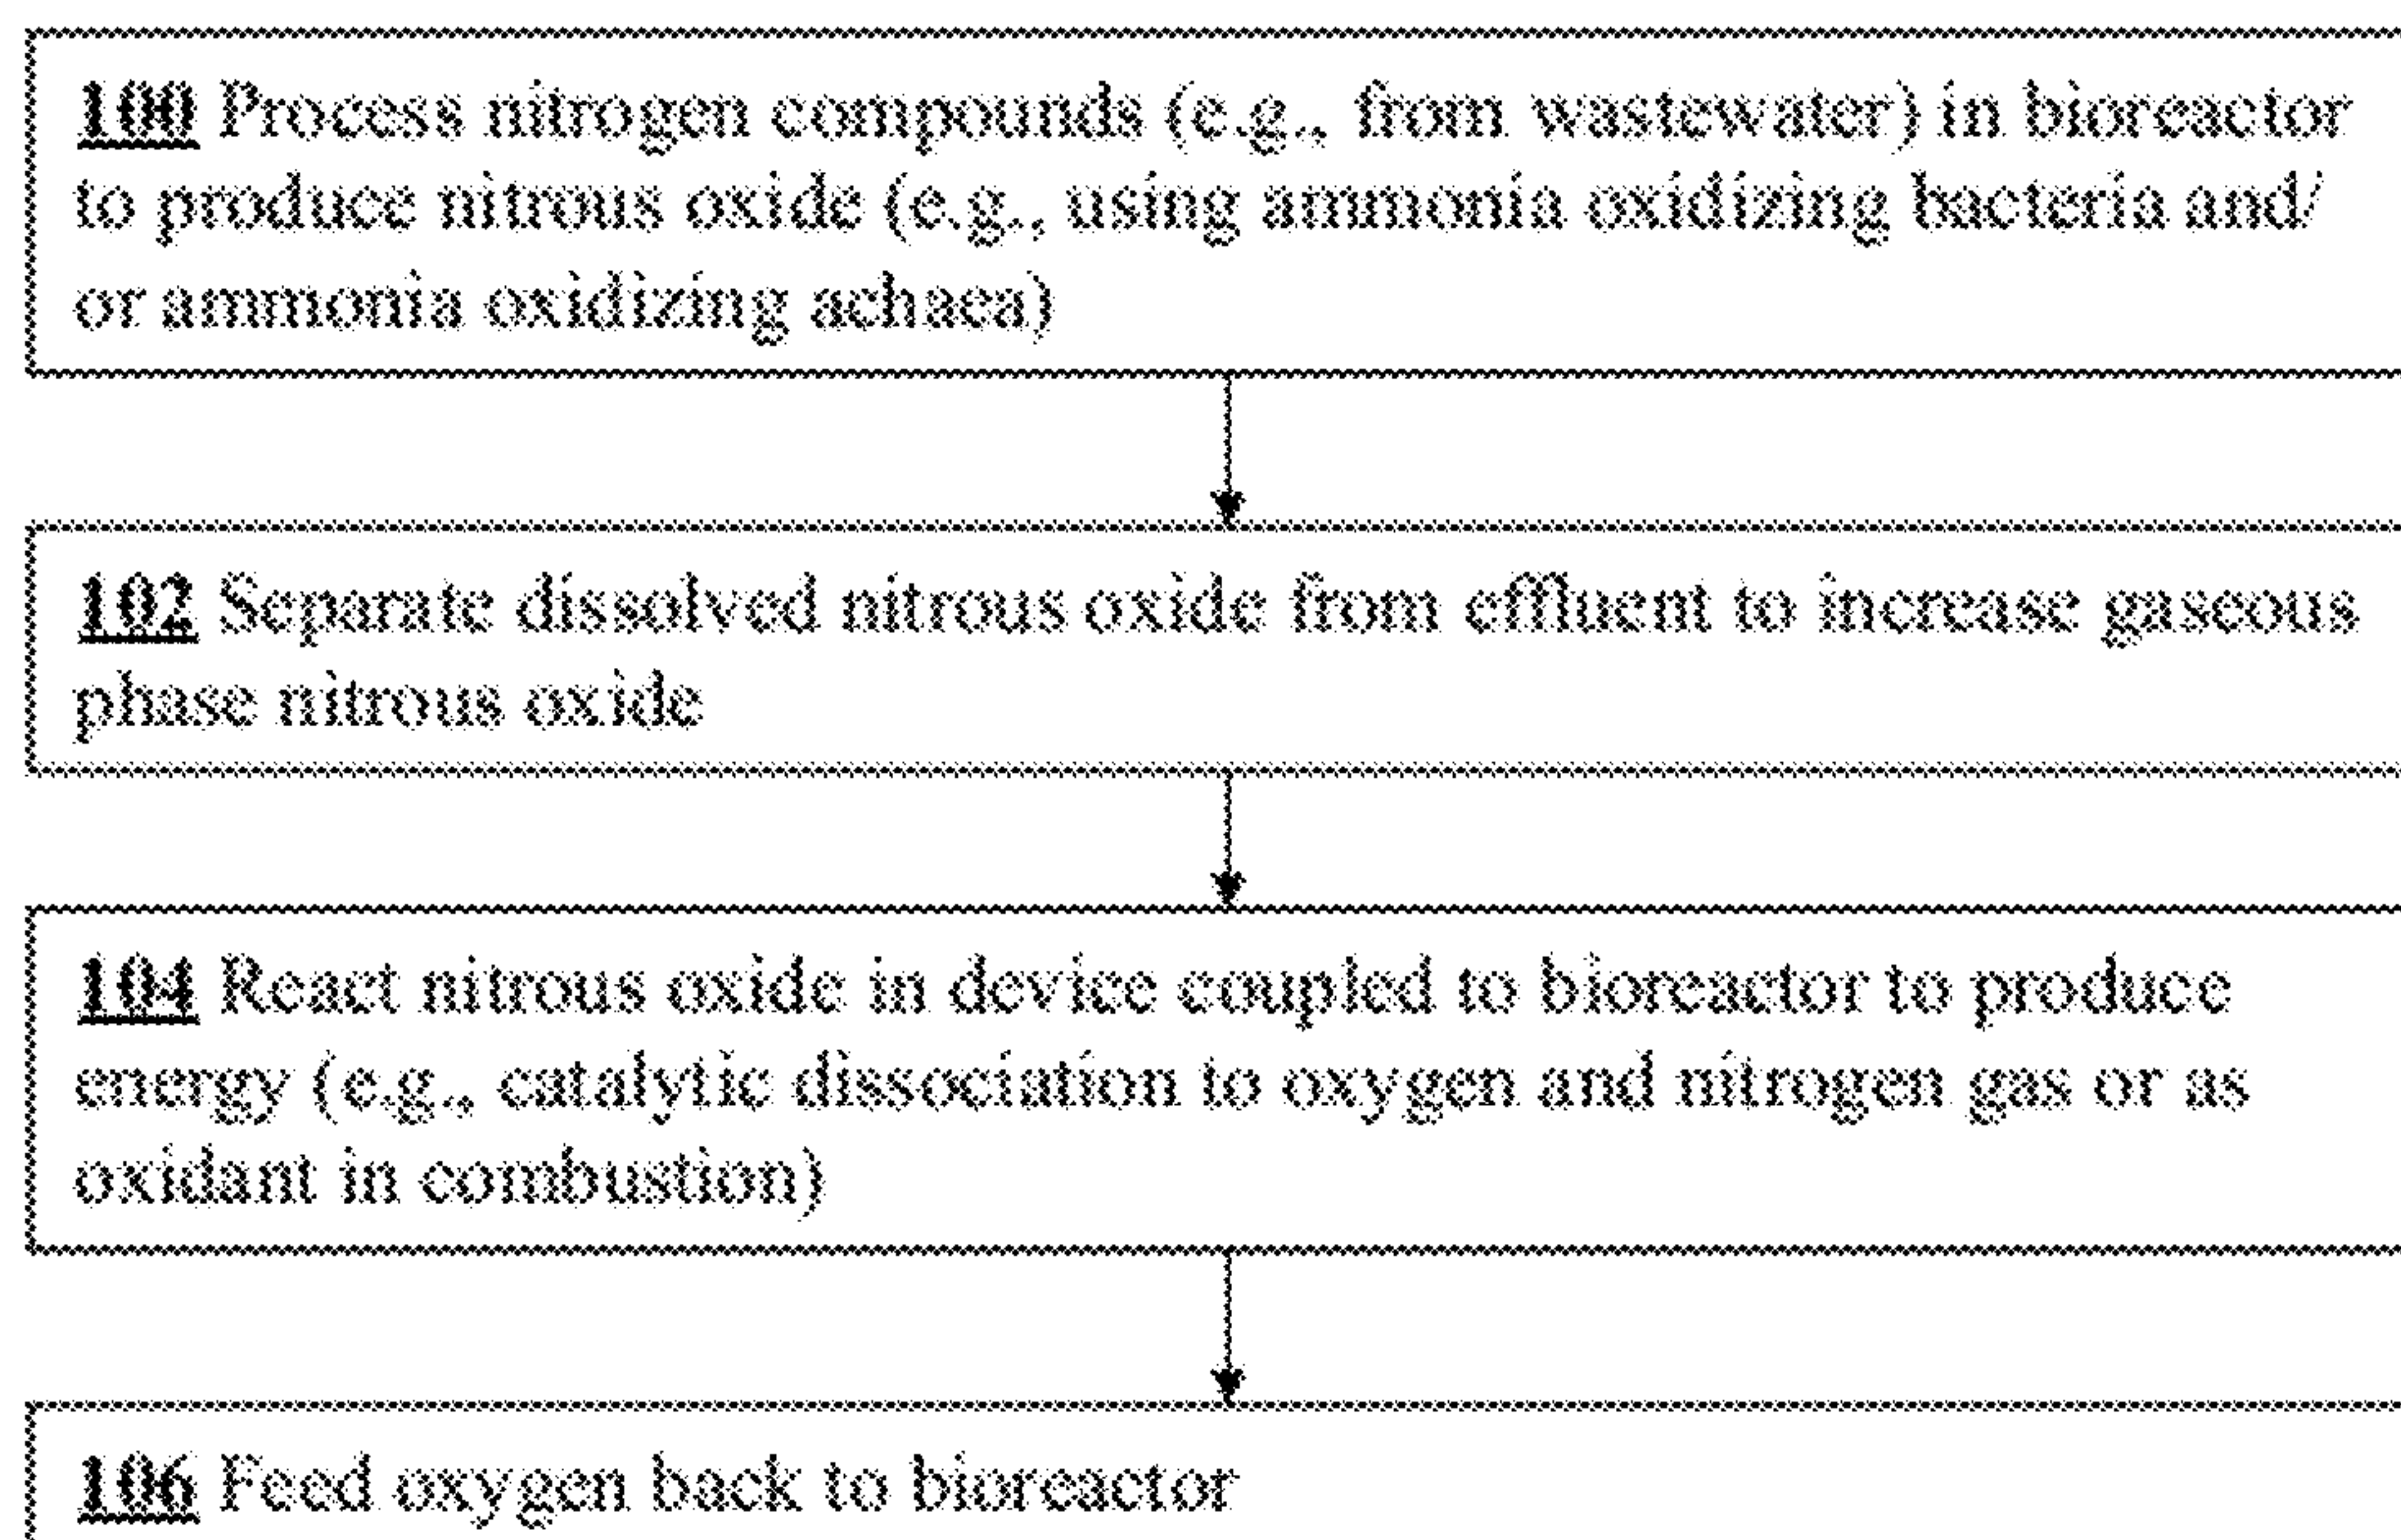 100 Process nitrogen compounds (e.g., from wastewater) in bioreactor
to produce nitrous oxide (e.g., using ammonia oxidizing bacteria and/
or ammonia oxidizing achaea)
102 Separate dissolved nitrous oxide from effluent to increase gaseous
phase nitrous oxide
104 React nitrous oxide in device coupled to bioreactor to produce
energy (e.g., catalytic dissociation to oxygen and nitrogen gas or as
oxidant in combustion)
106 Feed oxygen back to bioreactor